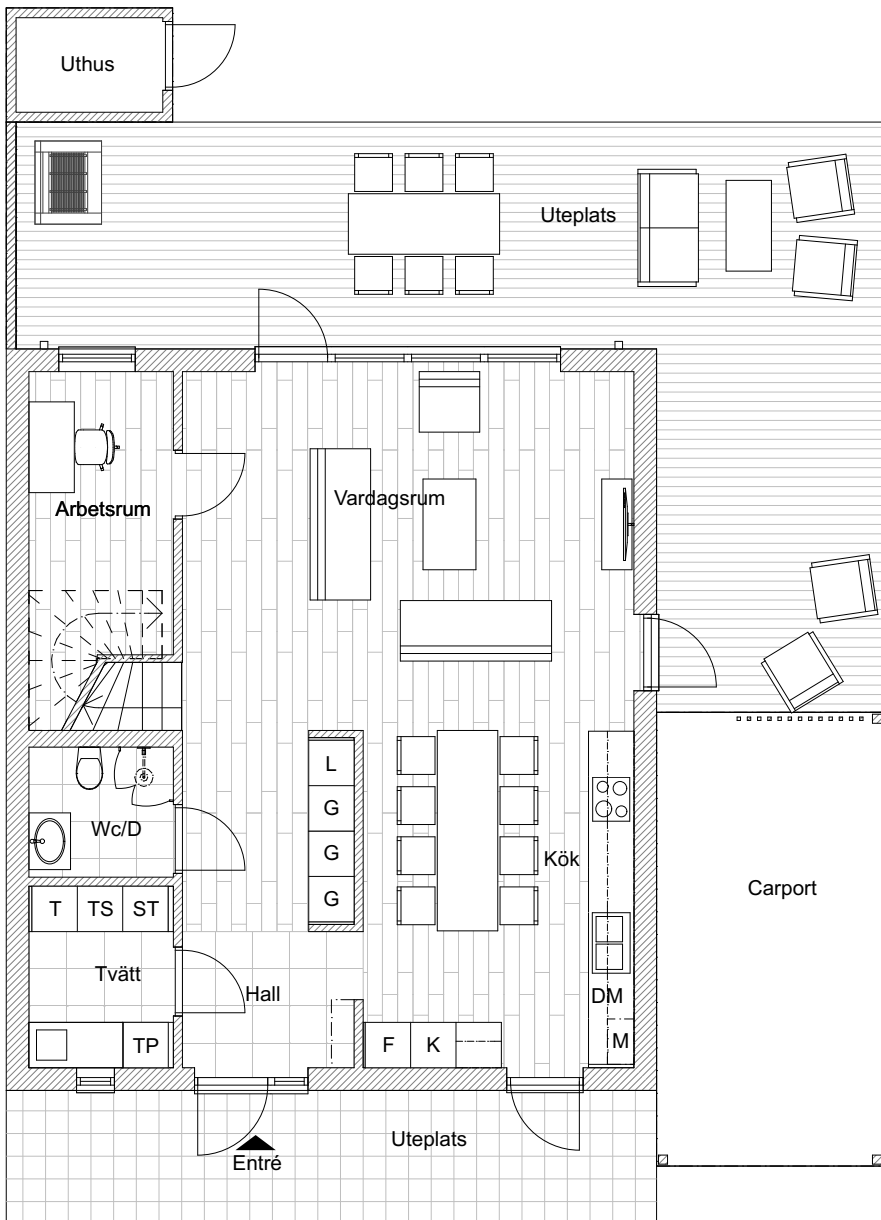 Uthus
Uteplats
Vardagsrum
Arbetsrum
L
G
G
G
Wc/D
Kök
Carport
T TS ST
Tvätt
Hall
DM
M
TP
F K
Uteplats
Entré